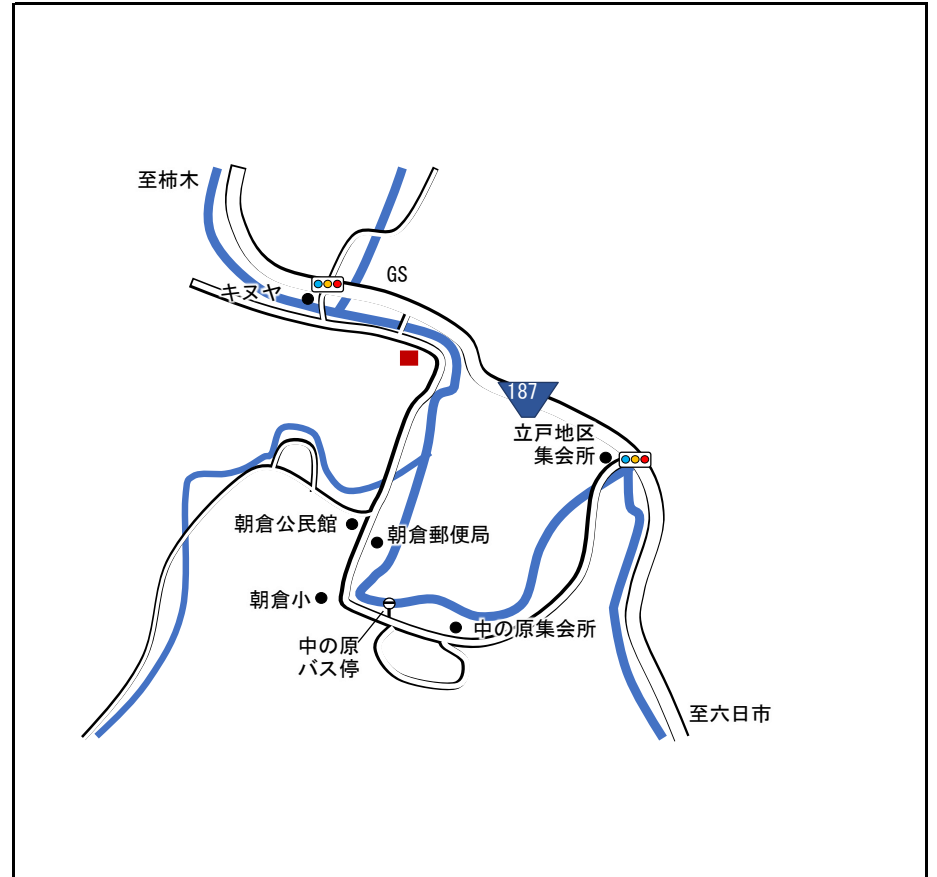 至柿木
GS
キヌヤ
187
立戸地区
集会所
朝倉公民館
朝倉郵便局
朝倉小
中の原集会所
中の原
バス停
至六日市